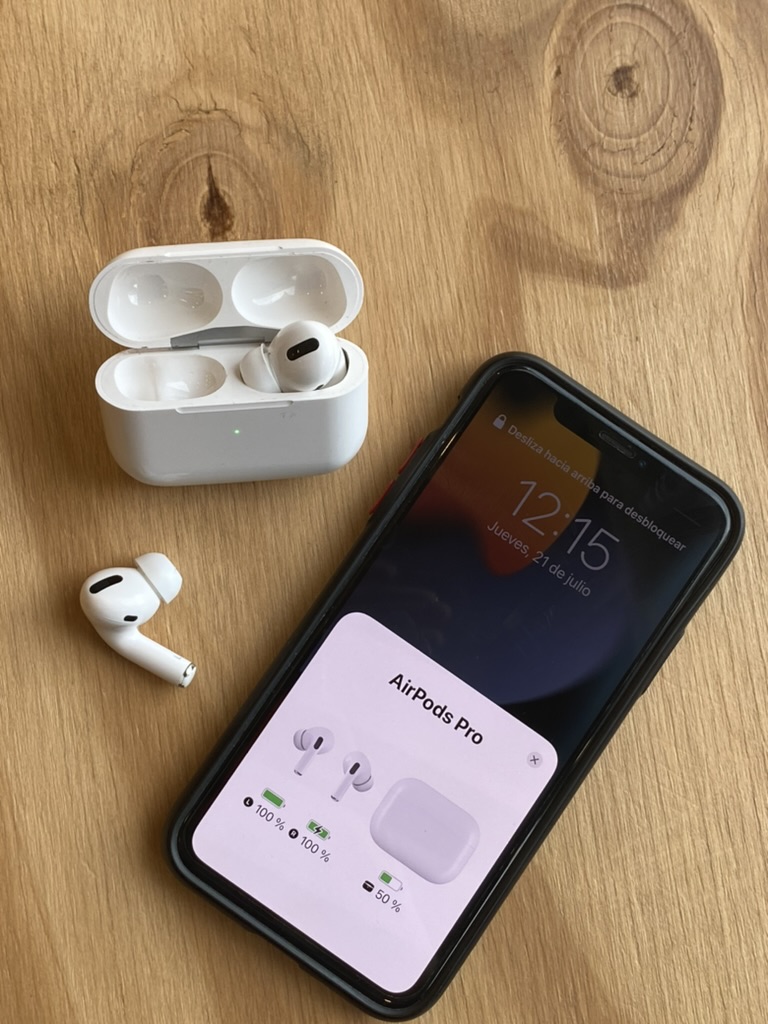 Desliza hacia arriba para desbloquear
12:15
Jueves, 21 de julio
AirPods Pro
L 100 %
R 100 %
50 %